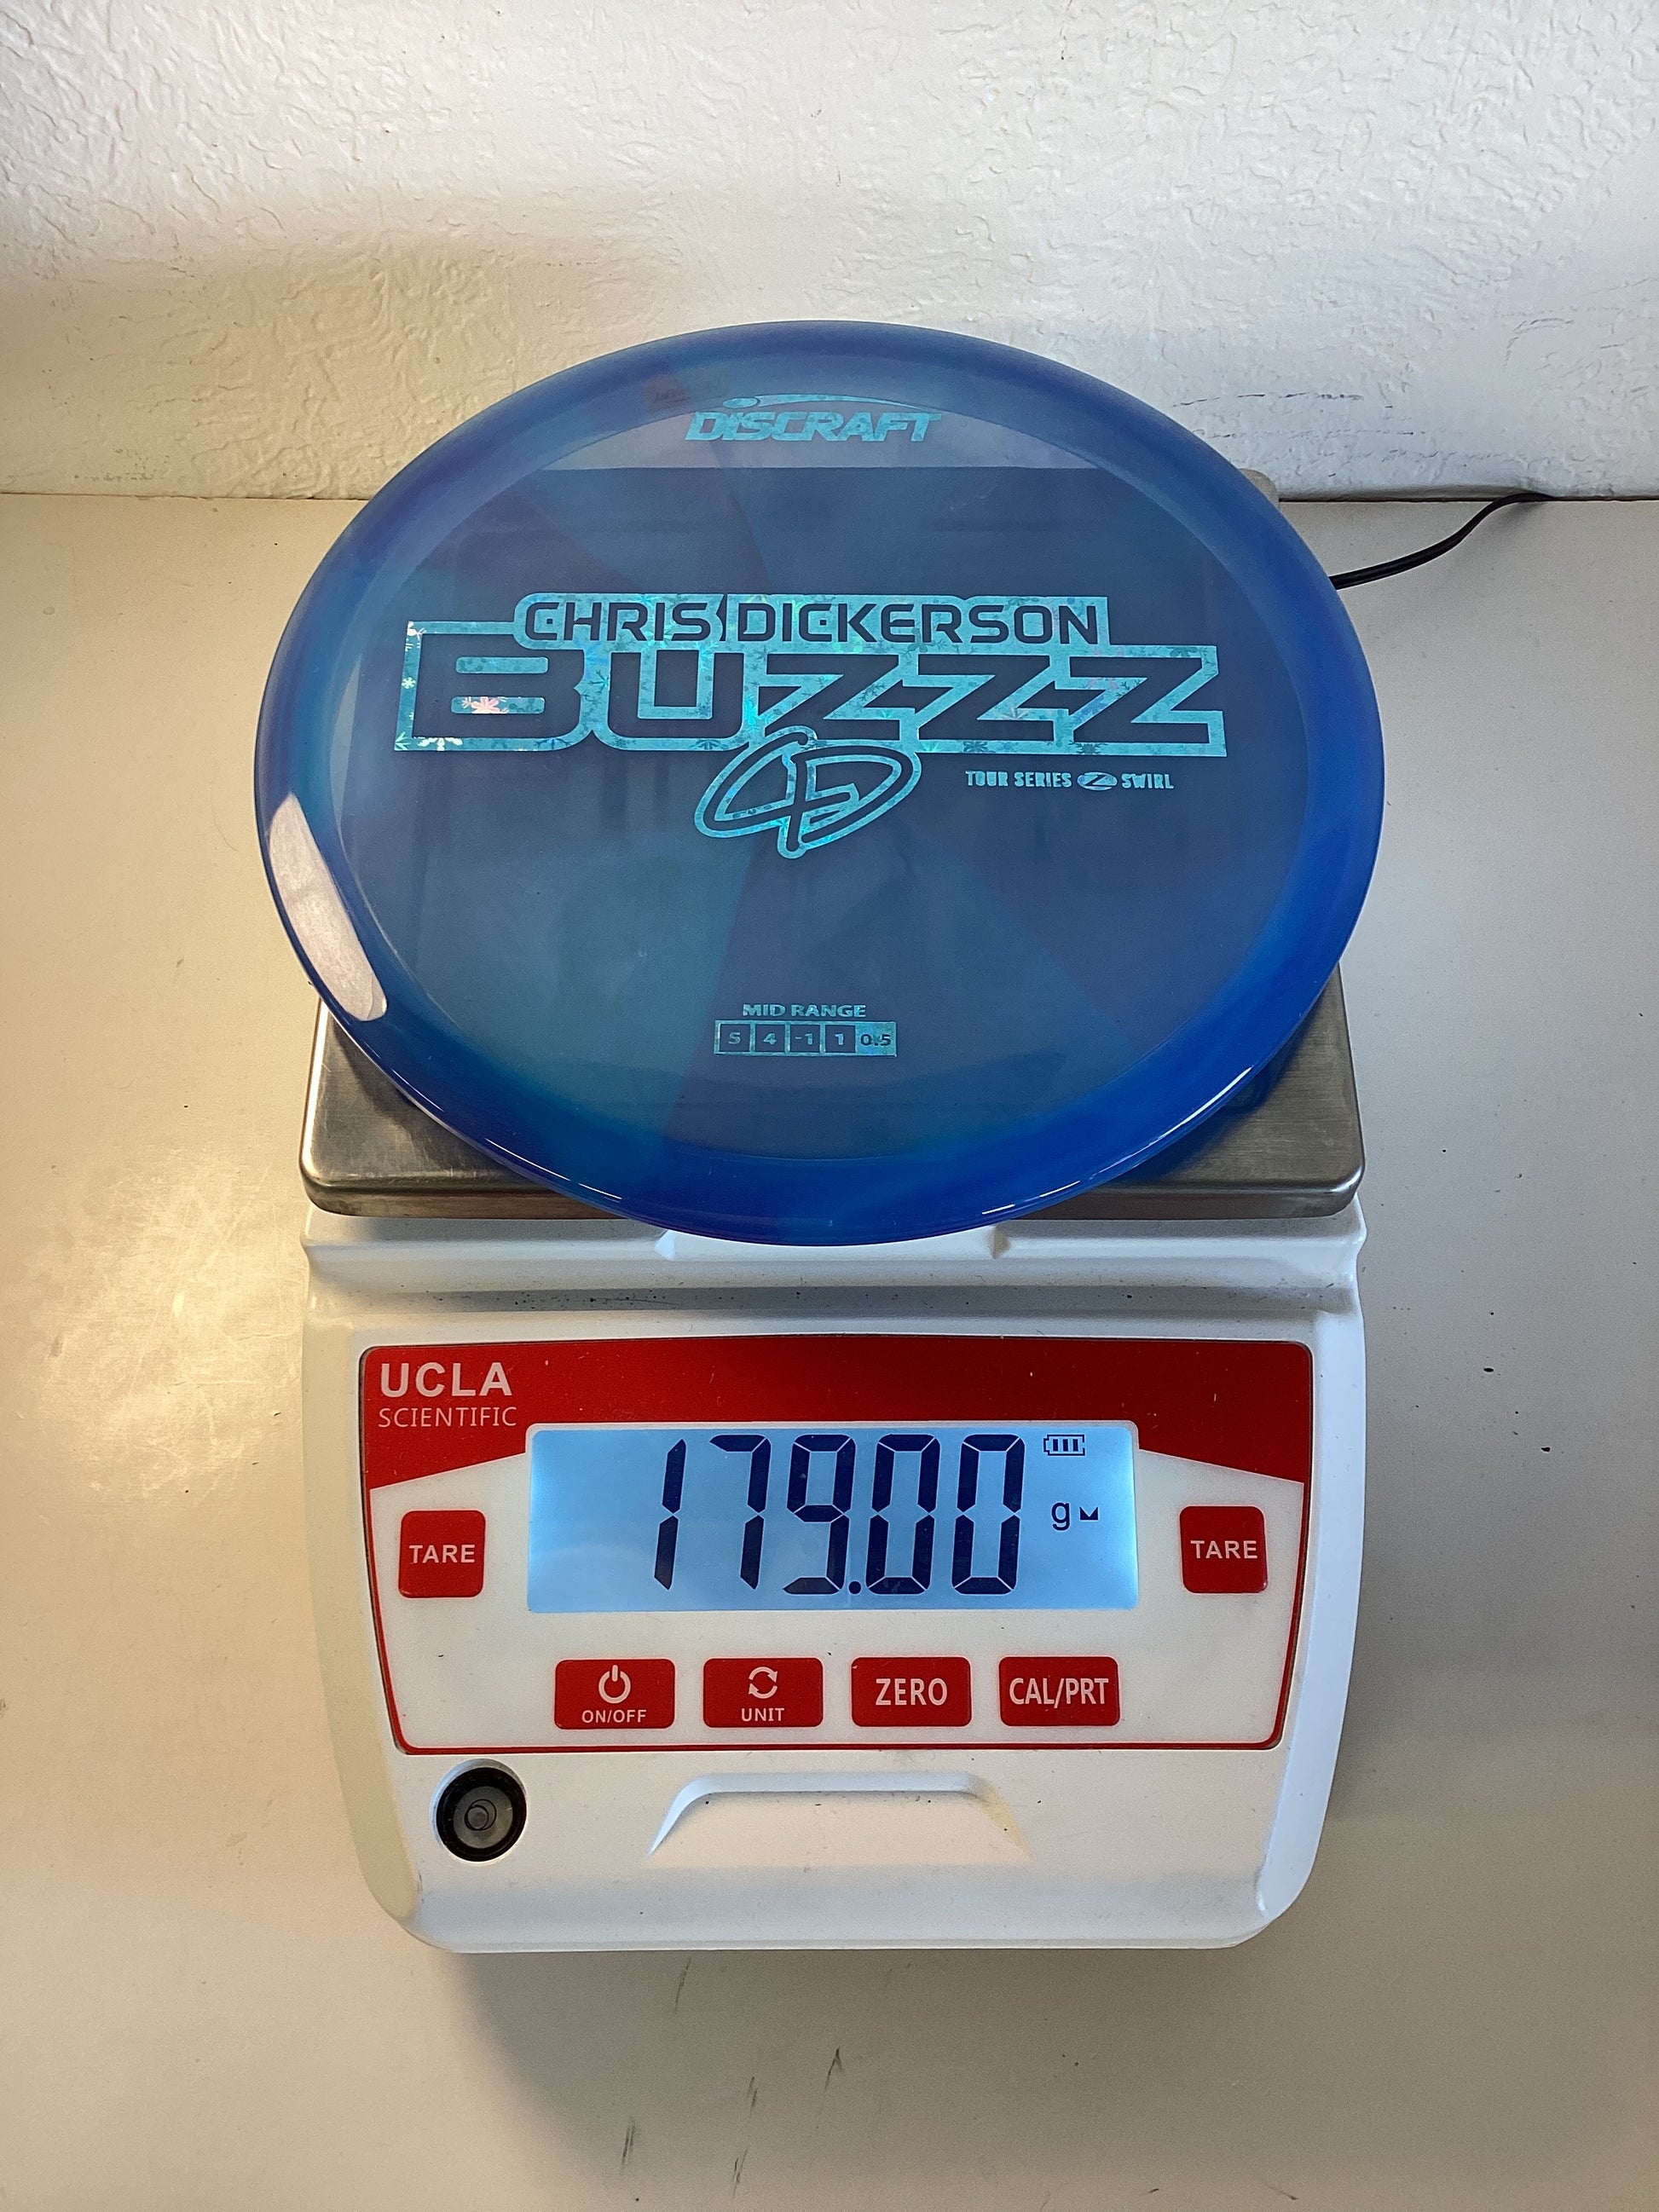 DISCRAFT
CHRIS DICKERSON
BUZZZ
CD
TOUR SERIES Z SWIRL
MID RANGE
5 4 -1 1 0.5
UCLA
SCIENTIFIC
179.00 g
TARE
TARE
ON/OFF
UNIT
ZERO
CAL/PRT